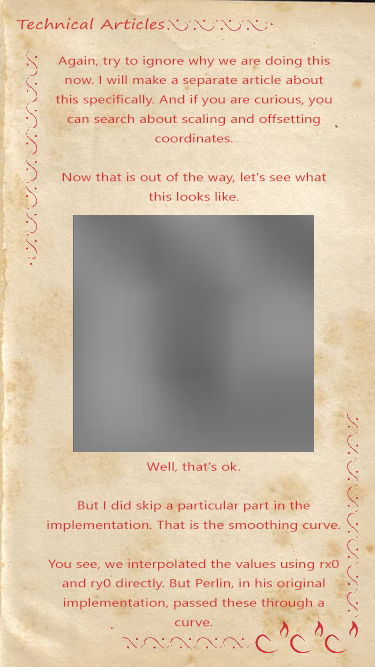 Technical Articles
Again, try to ignore why we are doing this
now. I will make a separate article about
this specifically. And if you are curious, you
can search about scaling and offsetting
coordinates.
Now that is out of the way, let's see what
this looks like.
Well, that's ok.
But I did skip a particular part in the
implementation. That is the smoothing curve.
You see, we interpolated the values using rx0
and ry0 directly. But Perlin, in his original
implementation, passed these through a
curve.